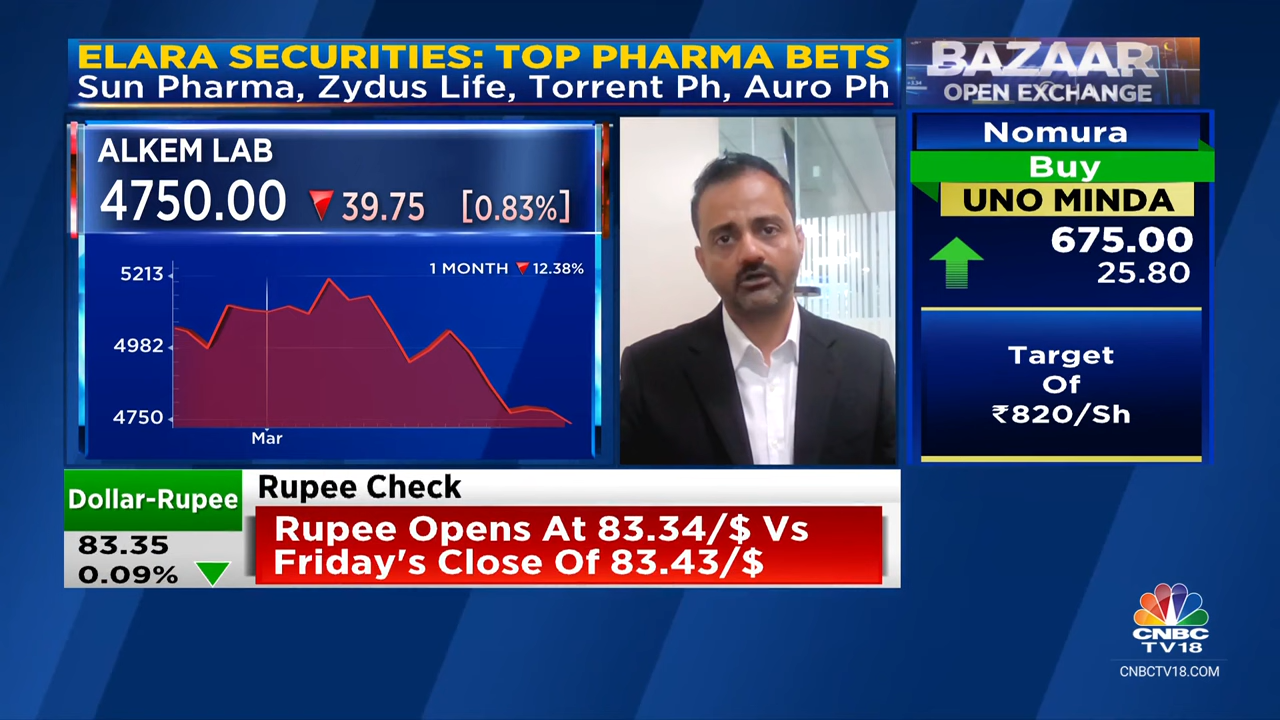 ELARA SECURITIES: TOP PHARMA BETS
Sun Pharma, Zydus Life, Torrent Ph, Auro Ph
BAZAAR
OPEN EXCHANGE
ALKEM LAB
4750.00 ▼ 39.75 [0.83%]
1 MONTH ▼ 12.38%
5213
4982
4750
Mar
Nomura
Buy
UNO MINDA
675.00
25.80
Target
Of
₹820/Sh
Dollar-Rupee
83.35
0.09%
Rupee Check
Rupee Opens At 83.34/$ Vs
Friday's Close Of 83.43/$
CNBC
TV18
CNBCTV18.COM